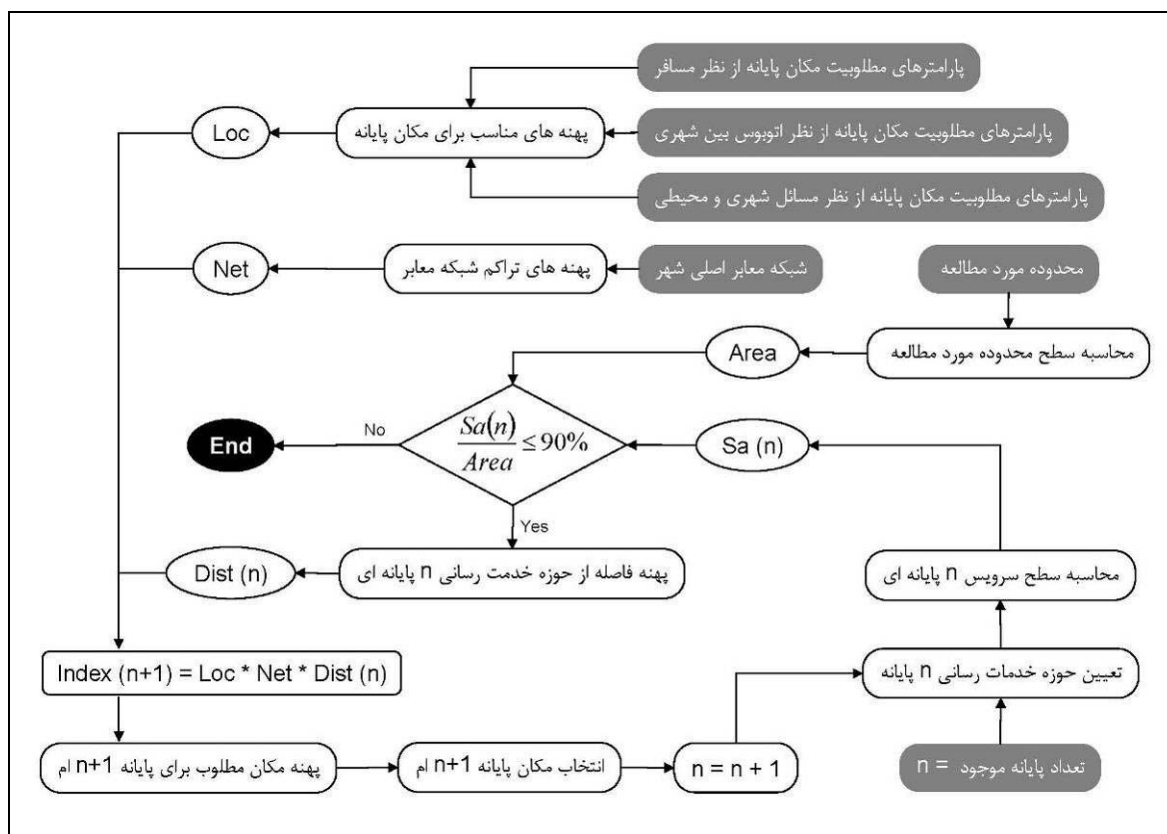 پارامترهای مطلوبیت مکان پایانه از نظر مسافر
Loc
پهنه های مناسب برای مکان پایانه
پارامترهای مطلوبیت مکان پایانه از نظر اتوبوس بین شهری
پارامترهای مطلوبیت مکان پایانه از نظر مسائل شهری و محیطی
Net
پهنه های تراکم شبکه معابر
شبکه معابر اصلی شهر
محدوده مورد مطالعه
Area
محاسبه سطح محدوده مورد مطالعه
End
No
Sa(n)/Area ≤ 90%
Sa (n)
Yes
Dist (n)
پهنه فاصله از حوزه خدمت رسانی n پایانه ای
محاسبه سطح سرویس n پایانه ای
Index (n+1) = Loc * Net * Dist (n)
تعیین حوزه خدمات رسانی n پایانه
پهنه مکان مطلوب برای پایانه n+1 ام
انتخاب مکان پایانه n+1 ام
n = n + 1
تعداد پایانه موجود = n